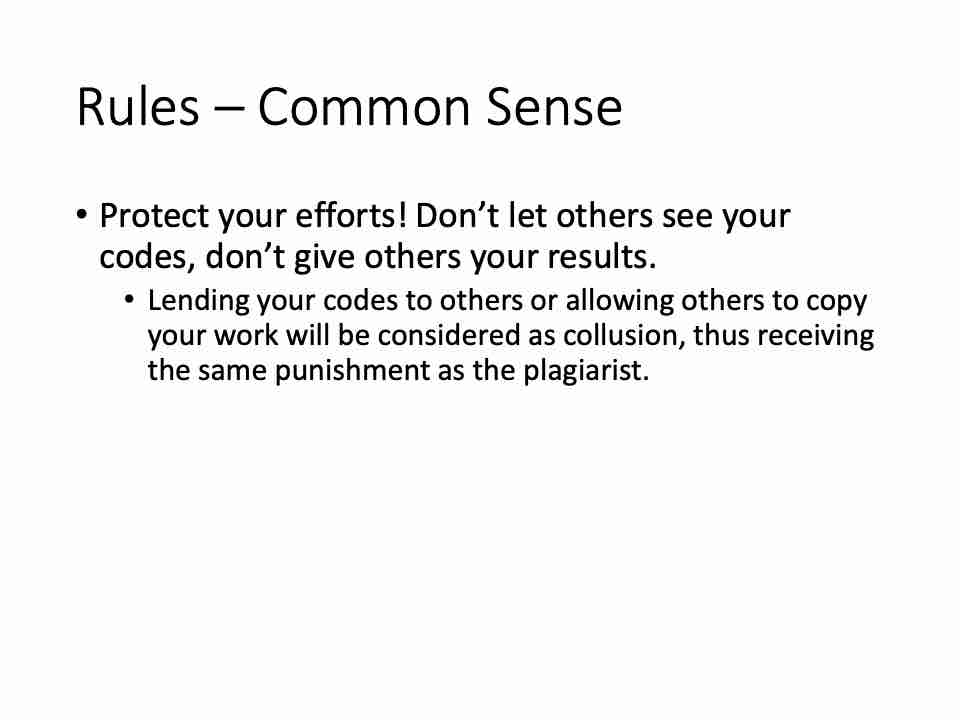 Rules – Common Sense
• Protect your efforts! Don’t let others see your
codes, don’t give others your results.
• Lending your codes to others or allowing others to copy
your work will be considered as collusion, thus receiving
the same punishment as the plagiarist.